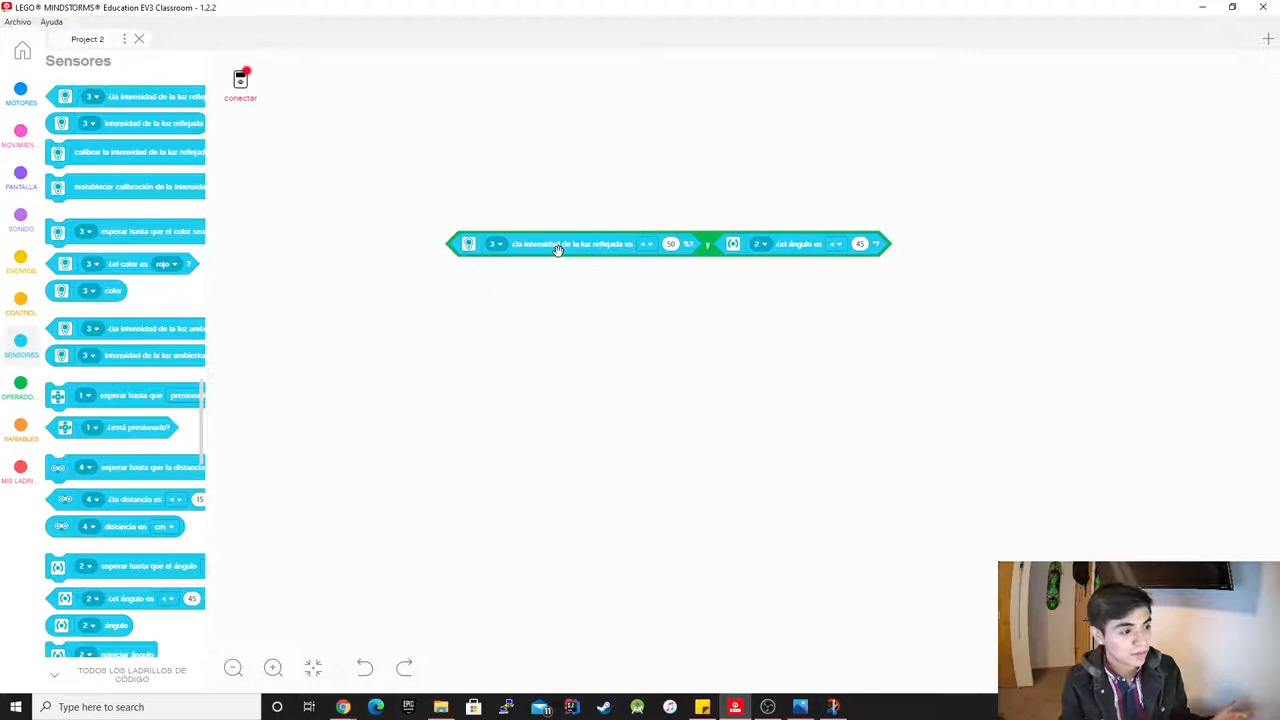 LEGO® MINDSTORMS® Education EV3 Classroom - 1.2.2
Archivo Ayuda
Project 2
Sensores
conectar
MOTORES
MOVIMIEN...
PANTALLA
SONIDO
EVENTOS
CONTROL
SENSORES
OPERADO...
VARIABLES
MIS LADRI...
3 ¿la intensidad de la luz refle
3 intensidad de la luz reflejada
calibrar la intensidad de la luz reflejad
restablecer calibración de la intensida
3 esperar hasta que el color sea
3 ¿el color es rojo ?
3 color
3 ¿la intensidad de la luz amb
3 intensidad de la luz ambiente
1 esperar hasta que presiona
1 ¿está presionado?
4 esperar hasta que la distancia
4 ¿la distancia es < 15
4 distancia en cm
2 esperar hasta que el ángulo
2 ¿el ángulo es < 45
2 ángulo
2 reiniciar ángulo
TODOS LOS LADRILLOS DE
CÓDIGO
3 ¿la intensidad de la luz reflejada es < 50 %? y 2 ¿el ángulo es < 45 °?
Type here to search